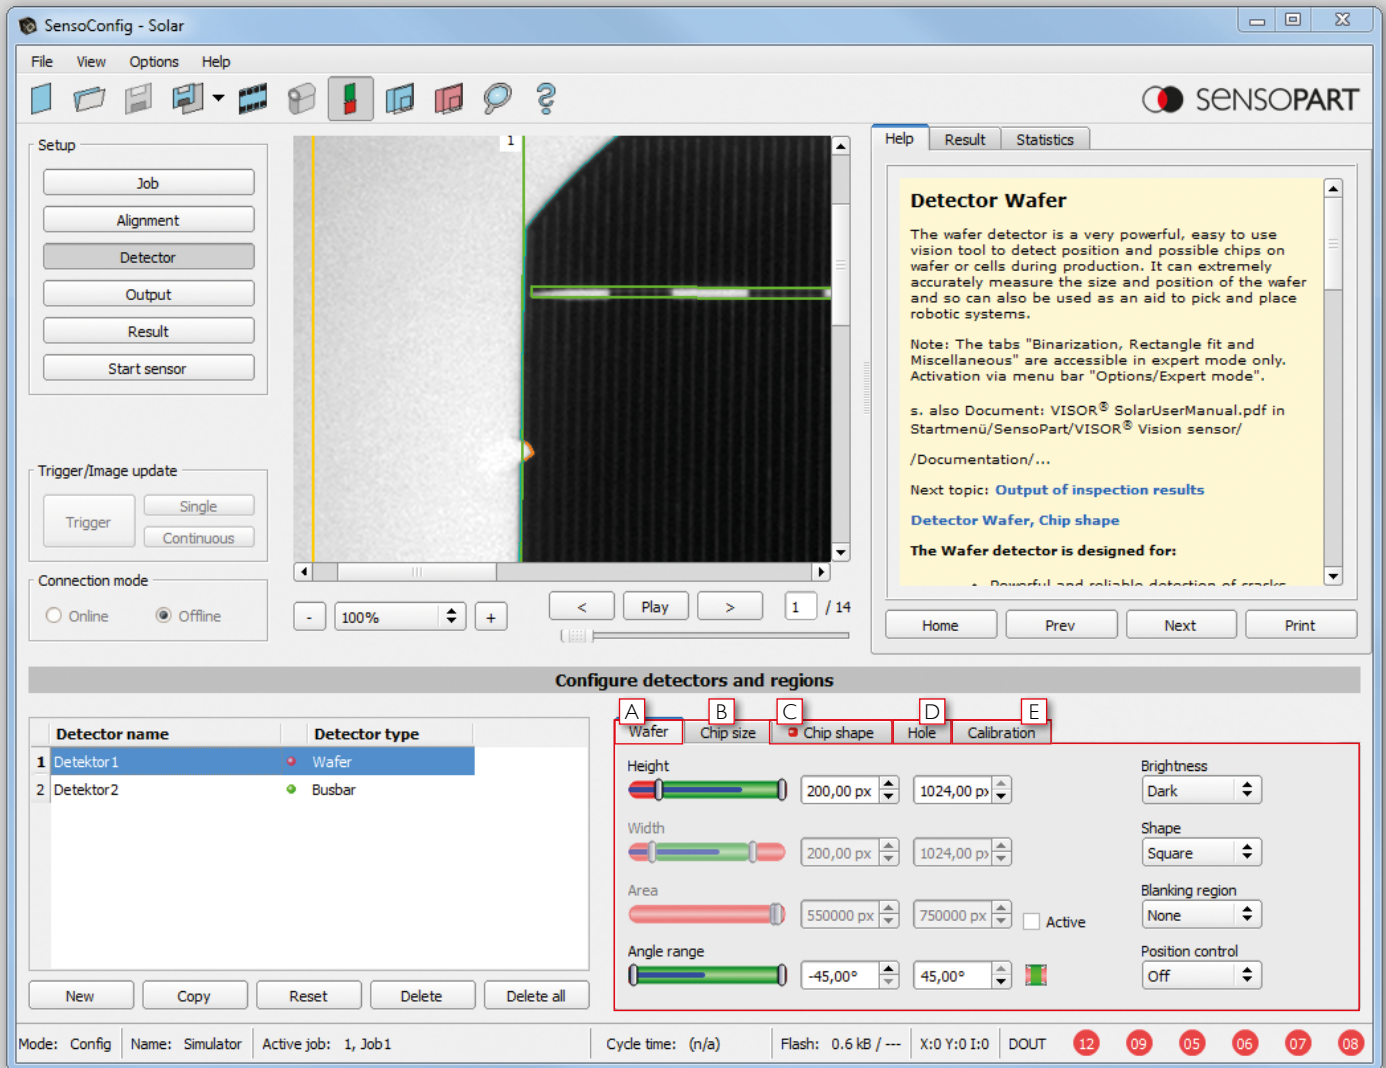 SensoConfig - Solar
File View Options Help
SENSOPART
Setup
Job
Alignment
Detector
Output
Result
Start sensor
Trigger/Image update
Trigger
Single
Continuous
Connection mode
Online Offline
1
- 100% +
< Play > 1 / 14
Help Result Statistics
Detector Wafer
The wafer detector is a very powerful, easy to use
vision tool to detect position and possible chips on
wafer or cells during production. It can extremely
accurately measure the size and position of the wafer
and so can also be used as an aid to pick and place
robotic systems.
Note: The tabs "Binarization, Rectangle fit and
Miscellaneous" are accessible in expert mode only.
Activation via menu bar "Options/Expert mode".
s. also Document: VISOR® SolarUserManual.pdf in
Startmenü/SensoPart/VISOR® Vision sensor/
/Documentation/...
Next topic: Output of inspection results
Detector Wafer, Chip shape
The Wafer detector is designed for:
• Powerful and reliable detection of cracks
Home Prev Next Print
Configure detectors and regions
Detector name Detector type
1 Detektor1 Wafer
2 Detektor2 Busbar
New Copy Reset Delete Delete all
A B C D E
Wafer Chip size Chip shape Hole Calibration
Height
200,00 px 1024,00 px
Width
200,00 px 1024,00 px
Area
550000 px 750000 px Active
Angle range
-45,00° 45,00°
Brightness
Dark
Shape
Square
Blanking region
None
Position control
Off
Mode: Config Name: Simulator Active job: 1, Job1 Cycle time: (n/a) Flash: 0.6 kB / --- X:0 Y:0 I:0 DOUT 12 09 05 06 07 08